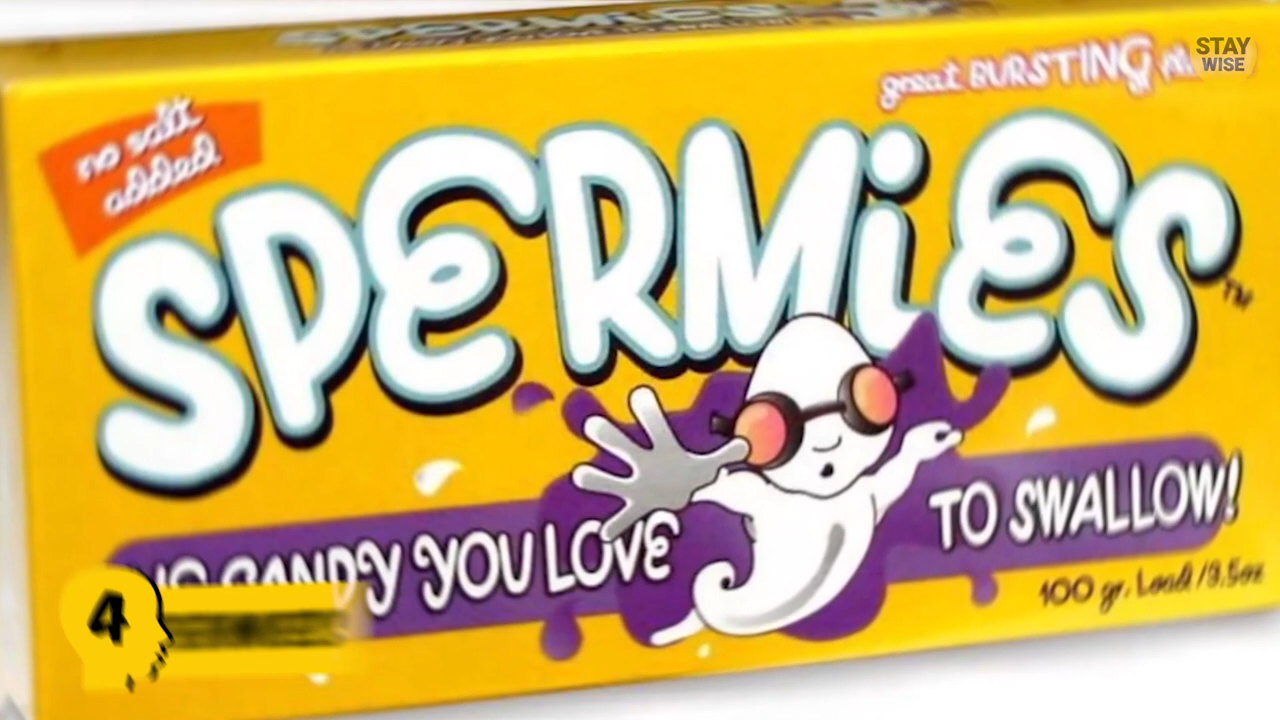 STAY
WISE
great BURSTING
no salt
added
SPERMiES
TM
CANDY YOU LOVE TO SWALLOW!
100 gr. Load / 3.5oz
4